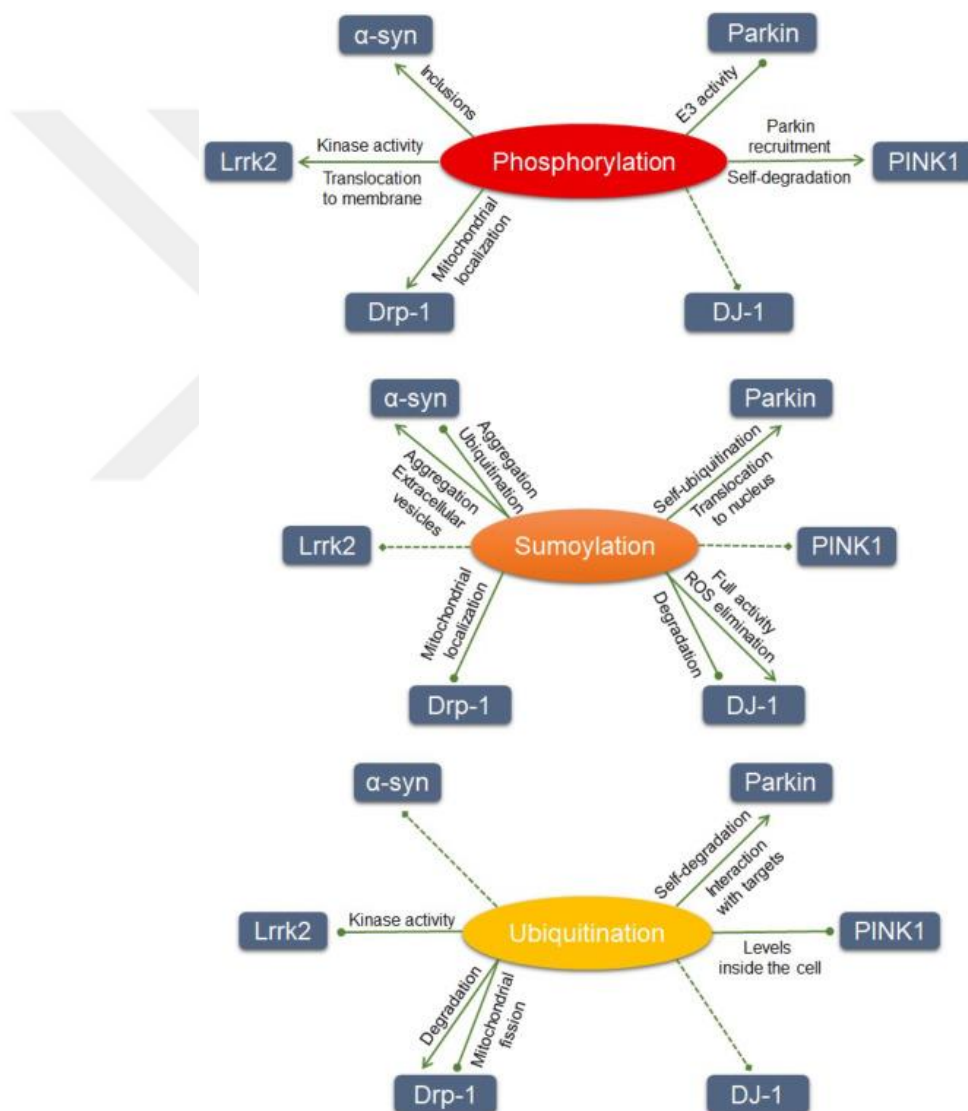 α-syn
Parkin
Inclusions
E3 activity
Lrrk2
Kinase activity
Translocation
to membrane
Phosphorylation
Parkin
recruitment
Self-degradation
PINK1
Mitochondrial
localization
Drp-1
DJ-1
α-syn
Parkin
Aggregation
Ubiquitination
Aggregation
Extracellular
vesicles
Self-ubiquitination
Translocation
to nucleus
Lrrk2
Sumoylation
PINK1
Mitochondrial
localization
Degradation
Full activity
ROS elimination
Drp-1
DJ-1
α-syn
Parkin
Self-degradation
Interaction
with targets
Lrrk2
Kinase activity
Ubiquitination
Levels
inside the cell
PINK1
Degradation
Mitochondrial
fission
Drp-1
DJ-1